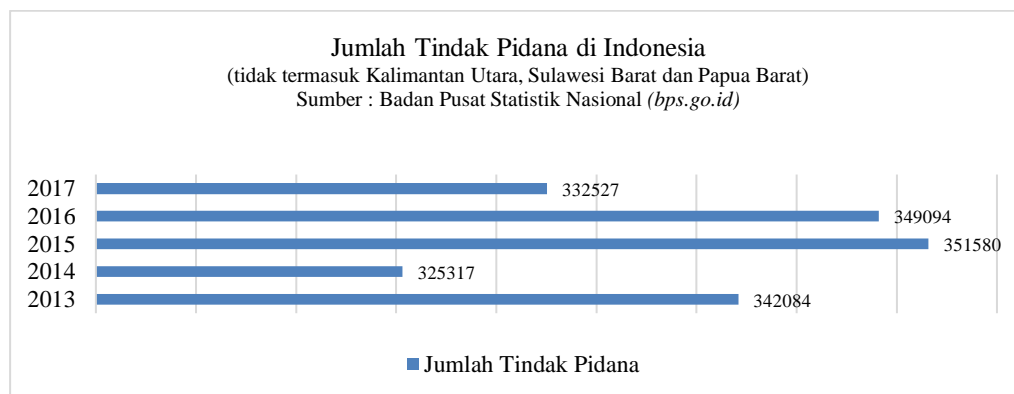 Jumlah Tindak Pidana di Indonesia
(tidak termasuk Kalimantan Utara, Sulawesi Barat dan Papua Barat)
Sumber : Badan Pusat Statistik Nasional (bps.go.id)
2017 332527
2016 349094
2015 351580
2014 325317
2013 342084
Jumlah Tindak Pidana